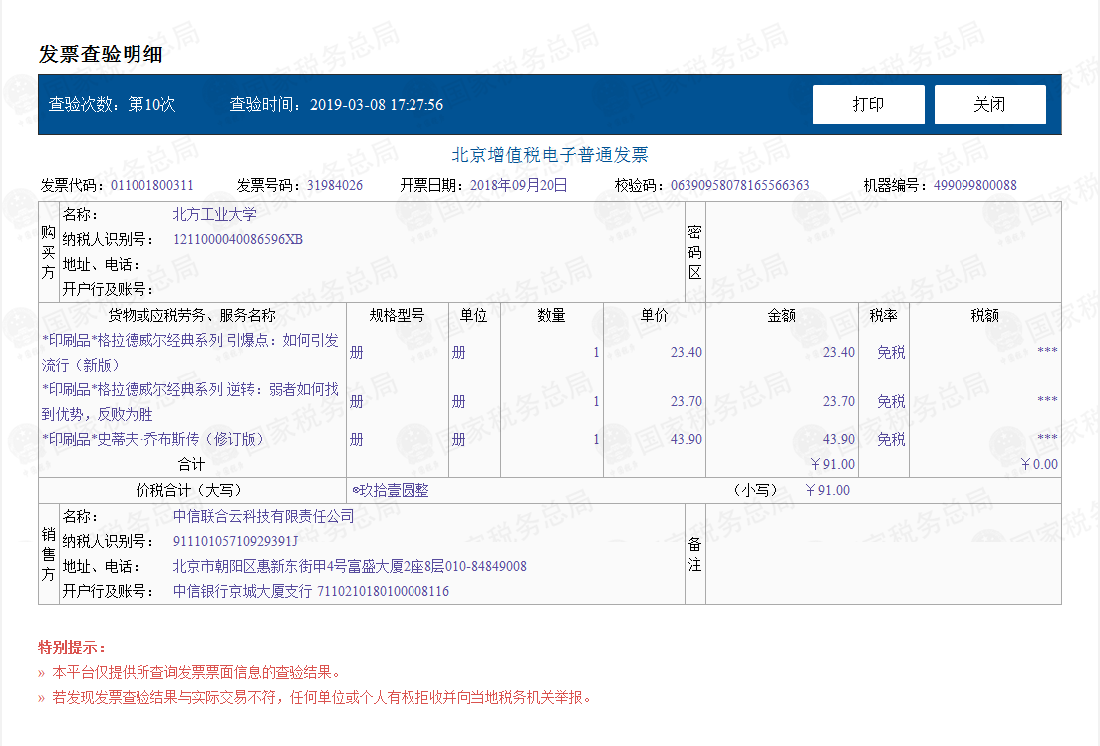 发票查验明细
查验次数：第10次 查验时间：2019-03-08 17:27:56 打印 关闭
北京增值税电子普通发票
发票代码：011001800311 发票号码：31984026 开票日期：2018年09月20日 校验码：06390958078165566363 机器编号：499099800088
购买方
名称： 北方工业大学
纳税人识别号： 1211000040086596XB
地址、电话：
开户行及账号：
密码区
货物或应税劳务、服务名称 规格型号 单位 数量 单价 金额 税率 税额
*印刷品*格拉德威尔经典系列 引爆点：如何引发
流行（新版） 册 册 1 23.40 23.40 免税 ***
*印刷品*格拉德威尔经典系列 逆转：弱者如何找
到优势，反败为胜 册 册 1 23.70 23.70 免税 ***
*印刷品*史蒂夫·乔布斯传（修订版） 册 册 1 43.90 43.90 免税 ***
合计 ￥91.00 ￥0.00
价税合计（大写） ⊗玖拾壹圆整 （小写） ￥91.00
销售方
名称： 中信联合云科技有限责任公司
纳税人识别号： 91110105710929391J
地址、电话： 北京市朝阳区惠新东街甲4号富盛大厦2座8层010-84849008
开户行及账号： 中信银行京城大厦支行 7110210180100008116
备注
特别提示：
» 本平台仅提供所查询发票票面信息的查验结果。
» 若发现发票查验结果与实际交易不符，任何单位或个人有权拒收并向当地税务机关举报。
国家税务总局